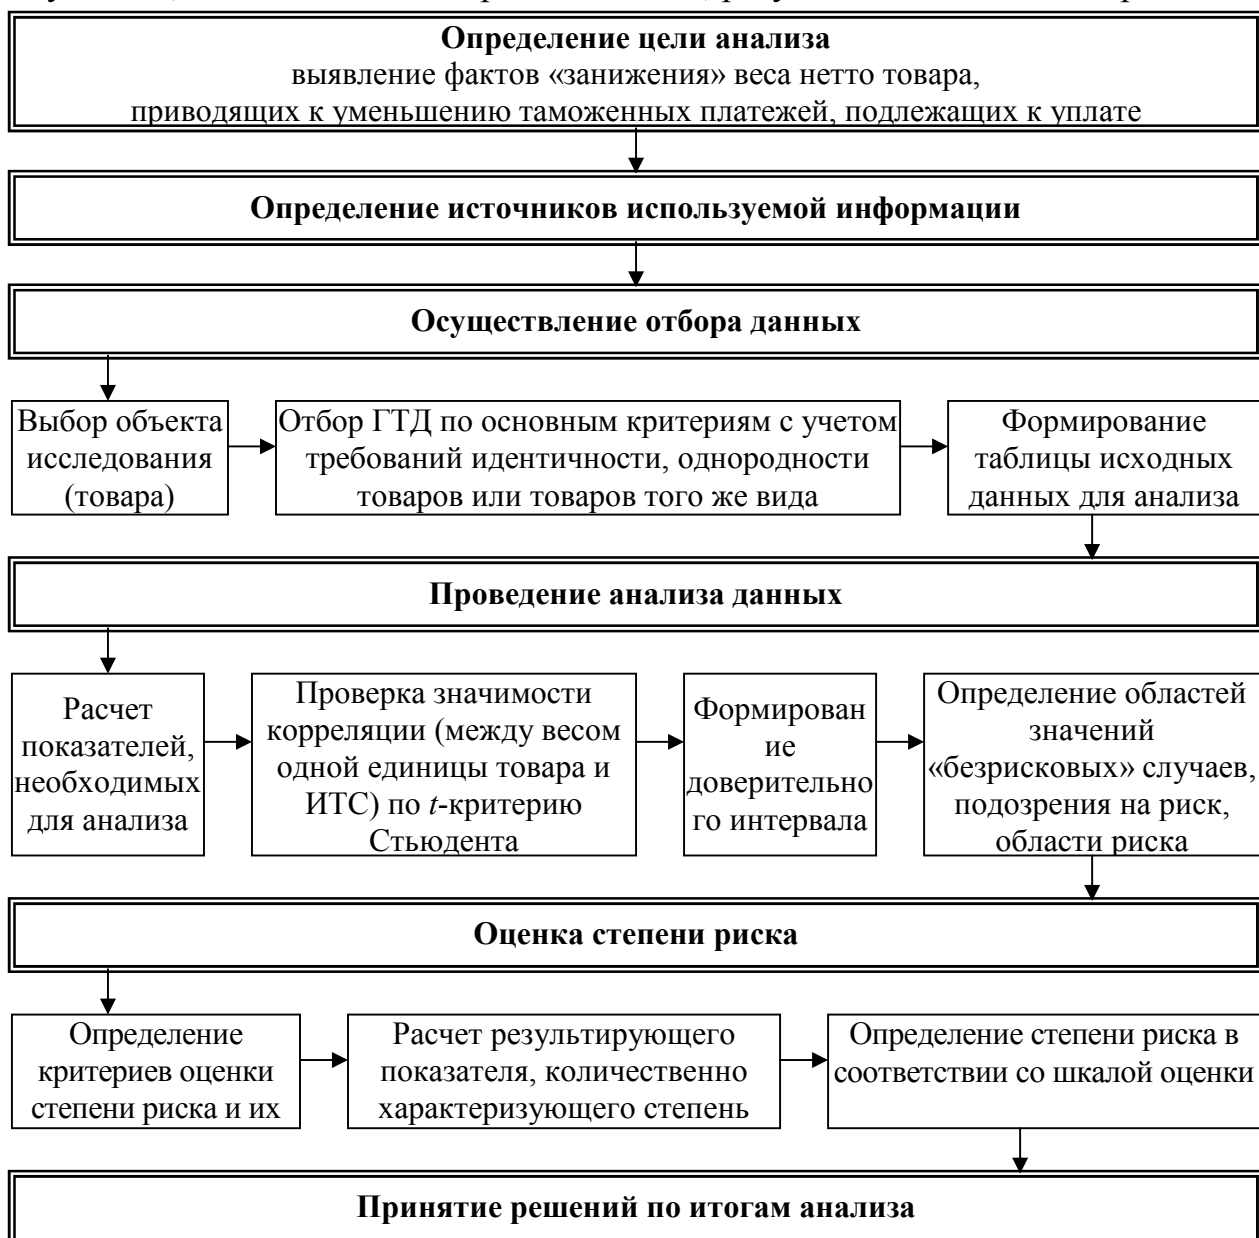 Определение цели анализа
выявление фактов «занижения» веса нетто товара,
приводящих к уменьшению таможенных платежей, подлежащих к уплате
Определение источников используемой информации
Осуществление отбора данных
Выбор объекта
исследования
(товара)
Отбор ГТД по основным критериям с учетом
требований идентичности, однородности
товаров или товаров того же вида
Формирование
таблицы исходных
данных для анализа
Проведение анализа данных
Расчет
показателей,
необходимых
для анализа
Проверка значимости
корреляции (между весом
одной единицы товара и
ИТС) по t-критерию
Стьюдента
Формирован
ие
доверительно
го интервала
Определение областей
значений
«безрисковых» случаев,
подозрения на риск,
области риска
Оценка степени риска
Определение
критериев оценки
степени риска и их
Расчет результирующего
показателя, количественно
характеризующего степень
Определение степени риска в
соответствии со шкалой оценки
Принятие решений по итогам анализа